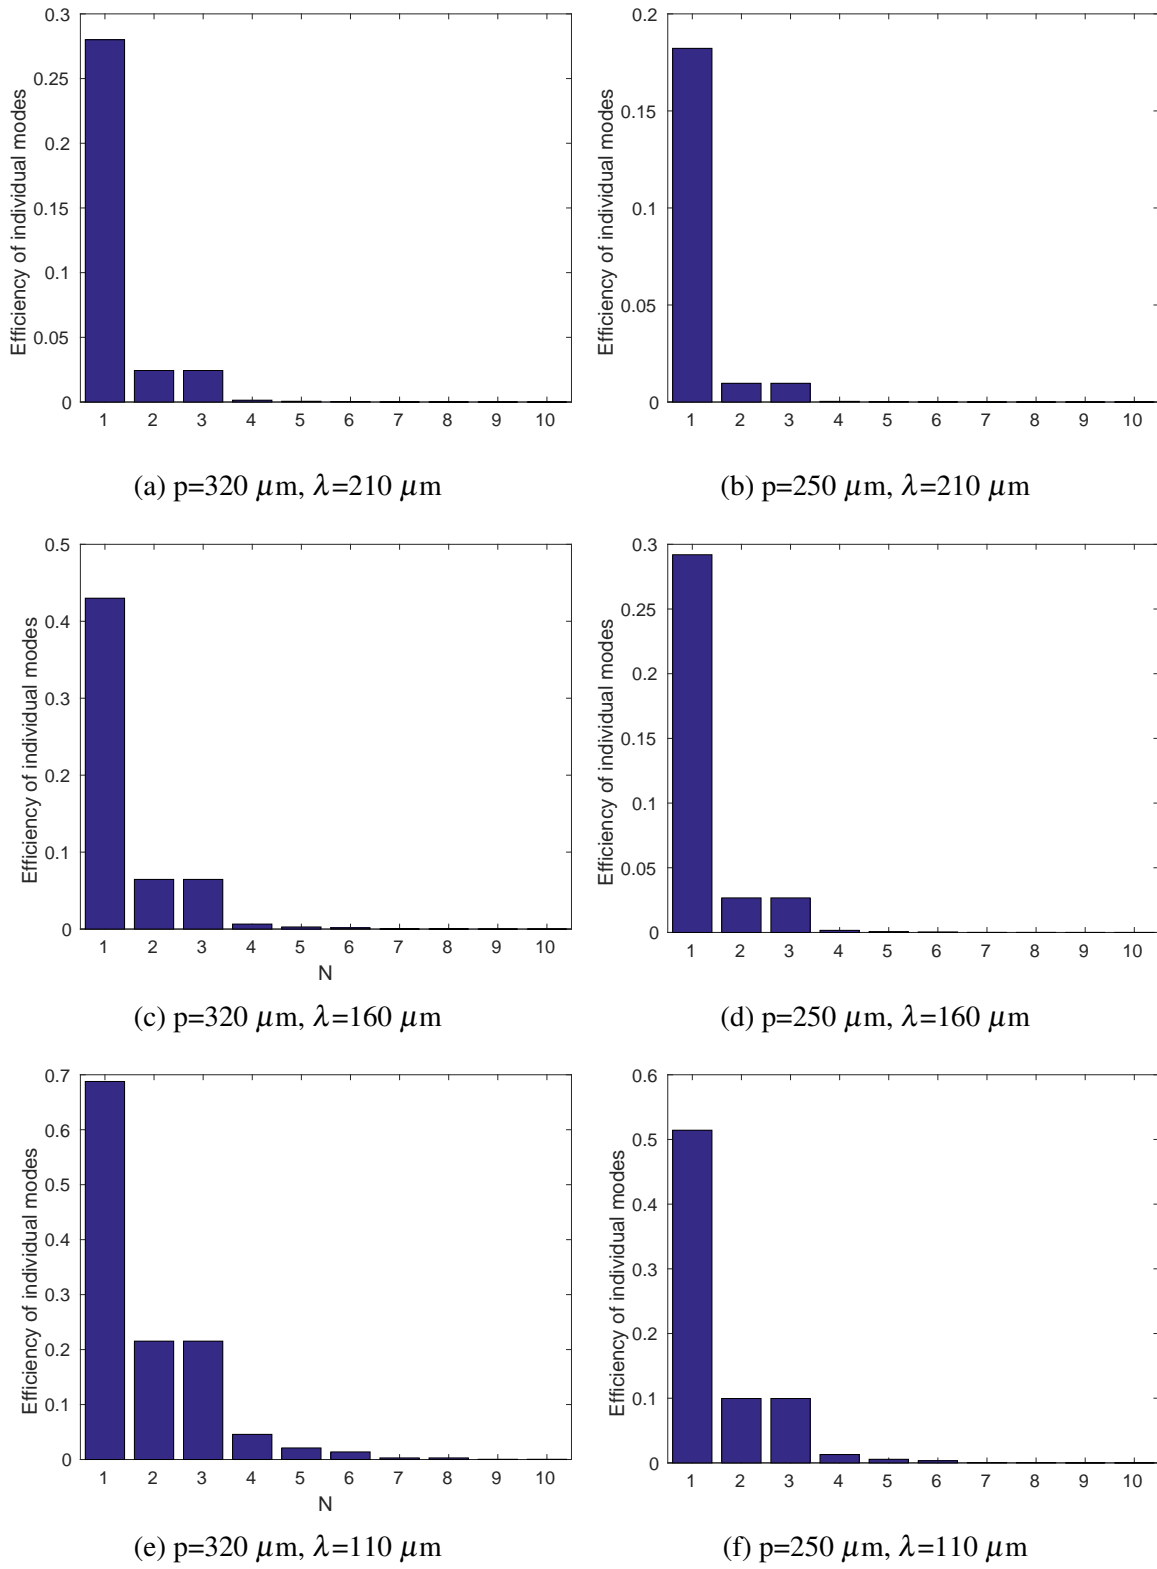 0.3
0.25
0.2
0.15
0.1
0.05
0
Efficiency of individual modes
1 2 3 4 5 6 7 8 9 10
(a) p=320 μm, λ=210 μm
0.2
0.15
0.1
0.05
0
Efficiency of individual modes
1 2 3 4 5 6 7 8 9 10
(b) p=250 μm, λ=210 μm
0.5
0.4
0.3
0.2
0.1
0
Efficiency of individual modes
1 2 3 4 5 6 7 8 9 10
N
(c) p=320 μm, λ=160 μm
0.3
0.25
0.2
0.15
0.1
0.05
0
Efficiency of individual modes
1 2 3 4 5 6 7 8 9 10
(d) p=250 μm, λ=160 μm
0.7
0.6
0.5
0.4
0.3
0.2
0.1
0
Efficiency of individual modes
1 2 3 4 5 6 7 8 9 10
N
(e) p=320 μm, λ=110 μm
0.6
0.5
0.4
0.3
0.2
0.1
0
Efficiency of individual modes
1 2 3 4 5 6 7 8 9 10
(f) p=250 μm, λ=110 μm